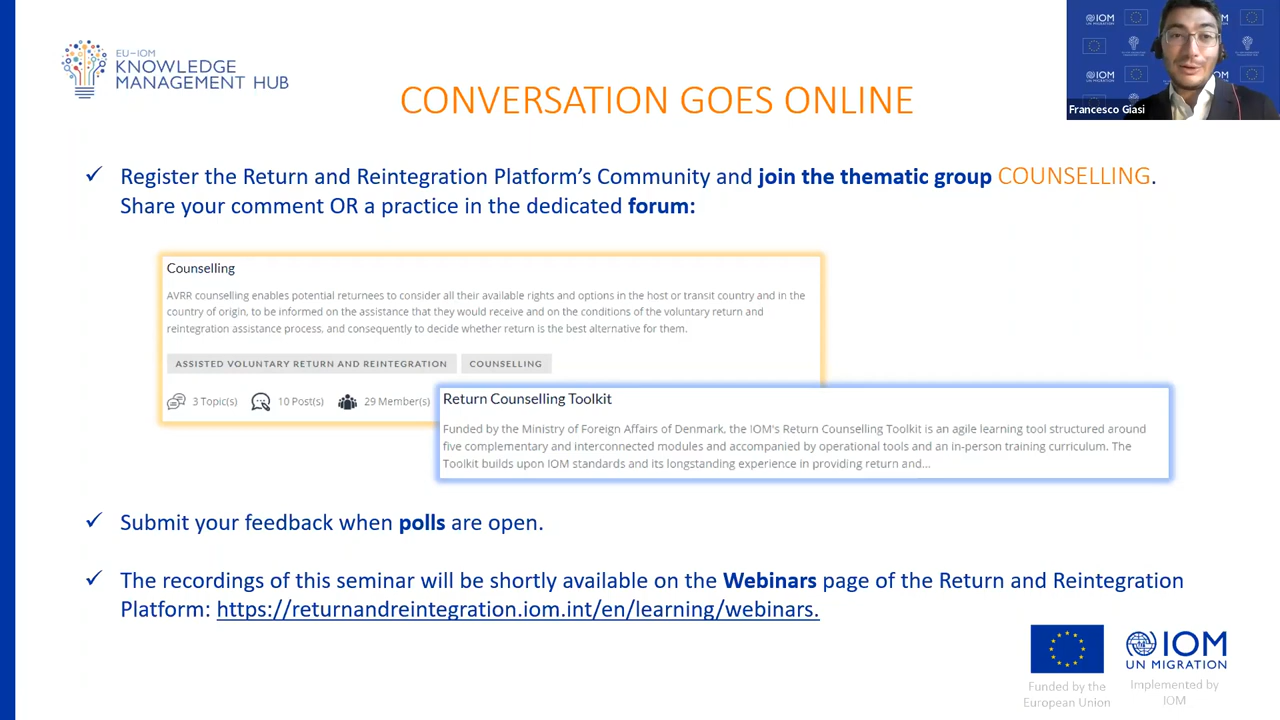 EU–IOM
KNOWLEDGE
MANAGEMENT HUB
CONVERSATION GOES ONLINE
IOM
IOM
IOM
Francesco Giasi
Register the Return and Reintegration Platform's Community and join the thematic group COUNSELLING.
Share your comment OR a practice in the dedicated forum:
Counselling
AVRR counselling enables potential returnees to consider all their available rights and options in the host or transit country and in the
country of origin, to be informed on the assistance that they would receive and on the conditions of the voluntary return and
reintegration assistance process, and consequently to decide whether return is the best alternative for them.
ASSISTED VOLUNTARY RETURN AND REINTEGRATION COUNSELLING
3 Topic(s) 10 Post(s) 29 Member(s)
Return Counselling Toolkit
Funded by the Ministry of Foreign Affairs of Denmark, the IOM's Return Counselling Toolkit is an agile learning tool structured around
five complementary and interconnected modules and accompanied by operational tools and an in-person training curriculum. The
Toolkit builds upon IOM standards and its longstanding experience in providing return and...
Submit your feedback when polls are open.
The recordings of this seminar will be shortly available on the Webinars page of the Return and Reintegration
Platform: https://returnandreintegration.iom.int/en/learning/webinars.
IOM
UN MIGRATION
Funded by the
European Union
Implemented by
IOM